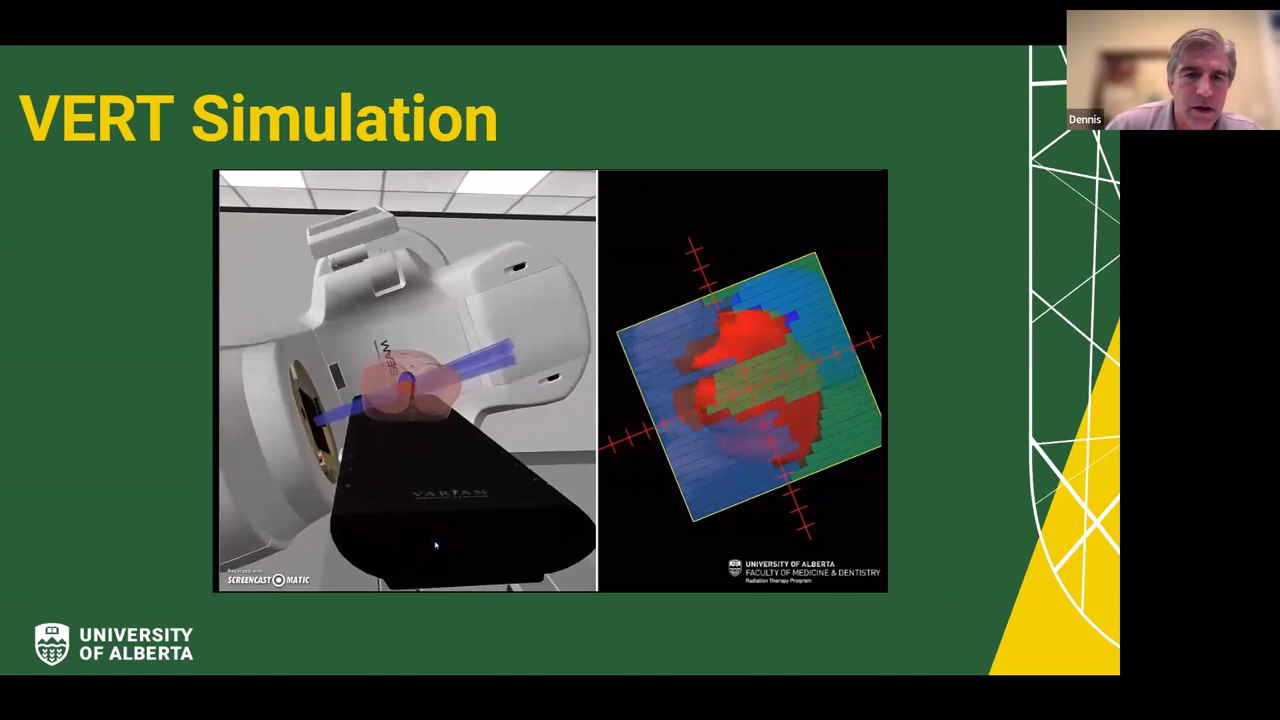 VERT Simulation
Dennis
VARIAN
SCREENCAST MATIC
UNIVERSITY OF ALBERTA
FACULTY OF MEDICINE & DENTISTRY
Radiation Therapy Program
UNIVERSITY
OF ALBERTA